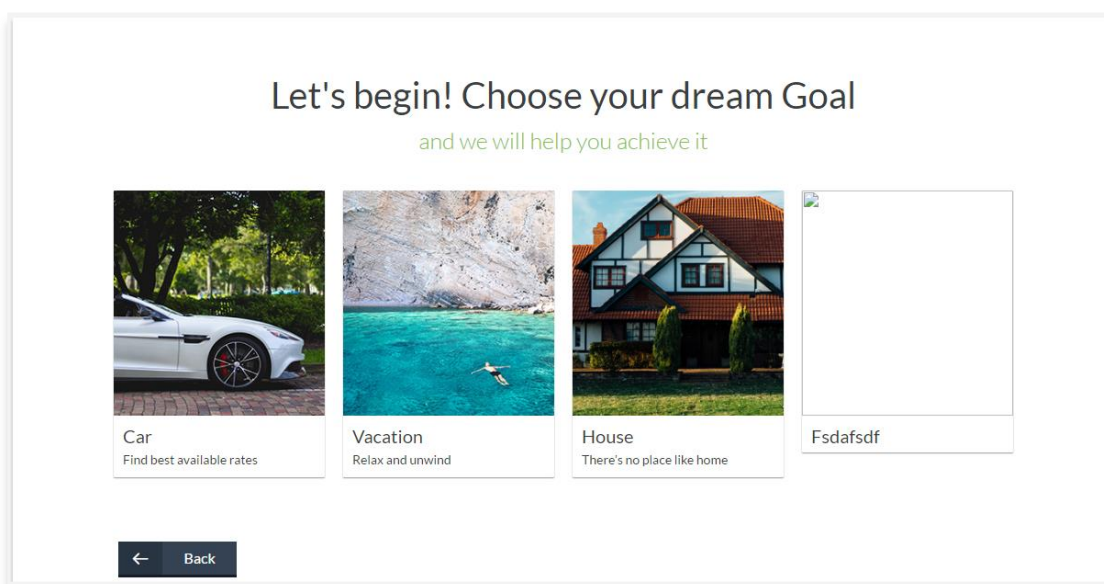 Let's begin! Choose your dream Goal
and we will help you achieve it
Car
Find best available rates
Vacation
Relax and unwind
House
There's no place like home
Fsdafsdf
Back